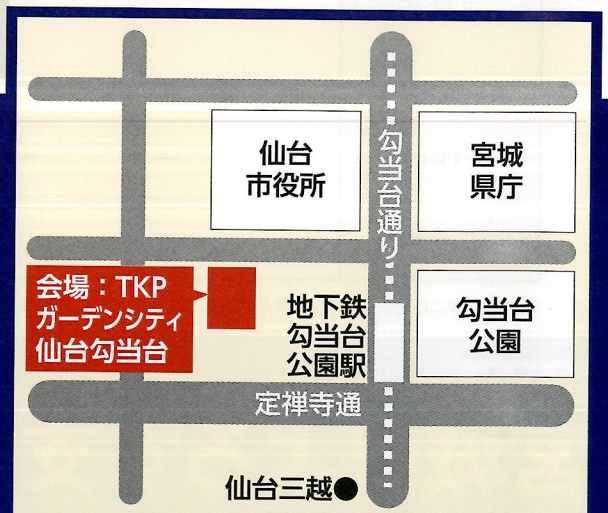 仙台
市役所
宮城
県庁
勾当台通り
会場：TKP
ガーデンシティ
仙台勾当台
地下鉄
勾当台
公園駅
勾当台
公園
定禅寺通
仙台三越●